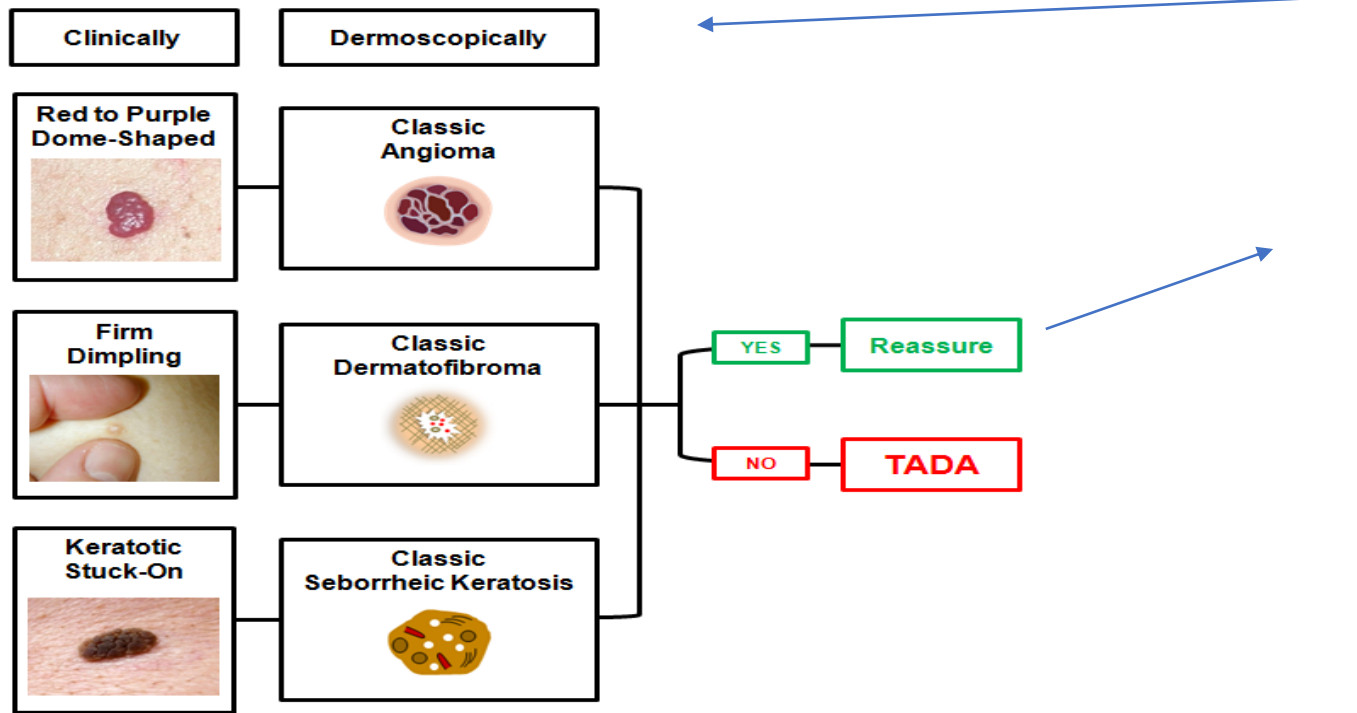 Clinically
Dermoscopically
Red to Purple
Dome-Shaped
Classic
Angioma
Firm
Dimpling
Classic
Dermatofibroma
YES
Reassure
NO
TADA
Keratotic
Stuck-On
Classic
Seborrheic Keratosis